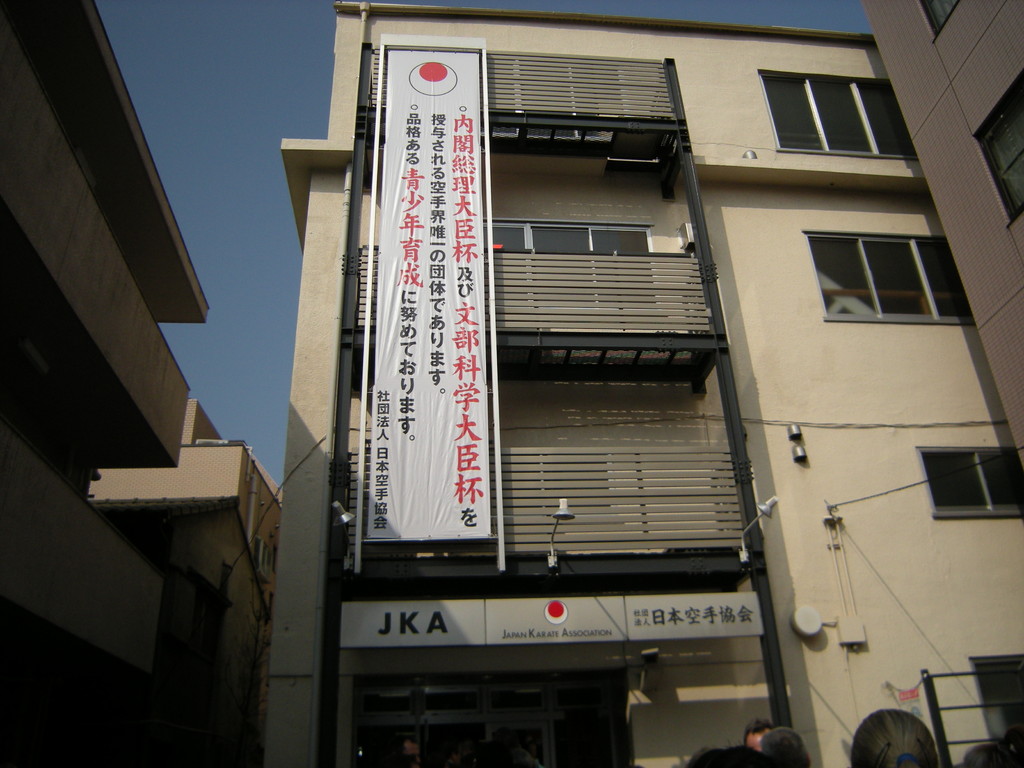 ○内閣総理大臣杯及び文部科学大臣杯を
授与される空手界唯一の団体であります。
○品格ある青少年育成に努めております。
社団法人 日本空手協会
JKA
JAPAN KARATE ASSOCIATION
社団法人 日本空手協会